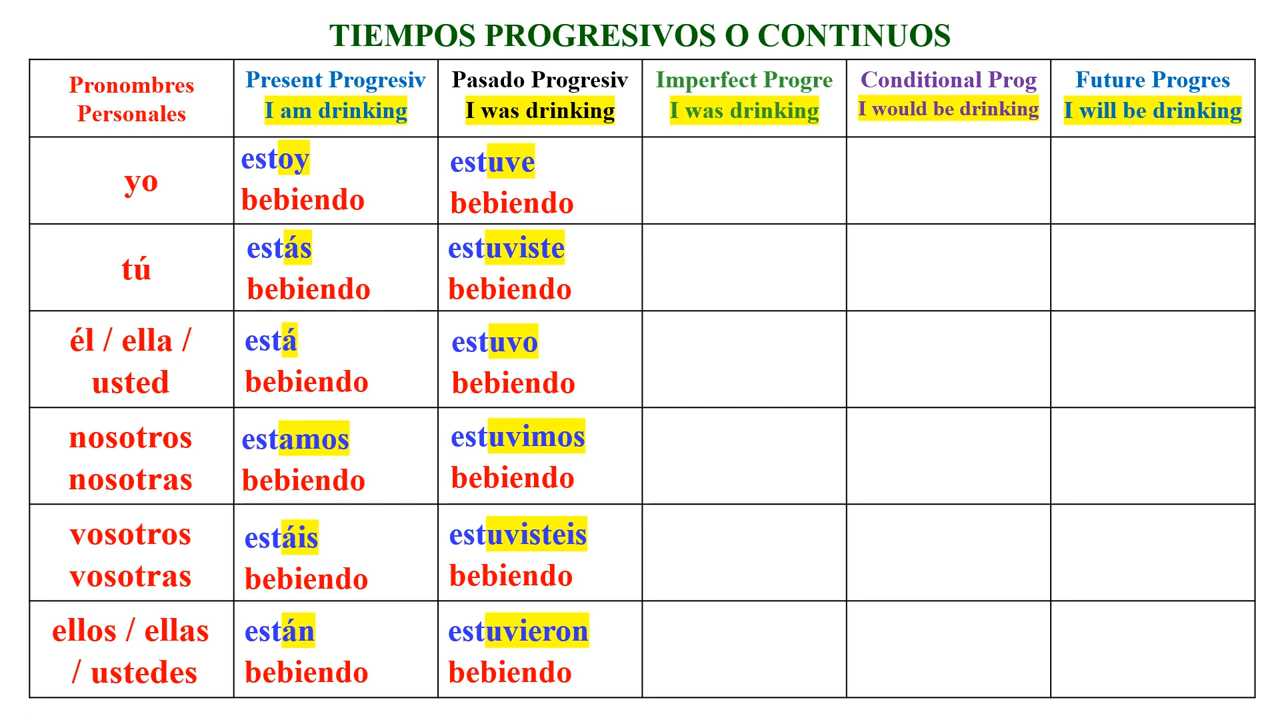 TIEMPOS PROGRESIVOS O CONTINUOS
Pronombres
Personales
Present Progresiv
I am drinking
Pasado Progresiv
I was drinking
Imperfect Progre
I was drinking
Conditional Prog
I would be drinking
Future Progres
I will be drinking
yo
estoy
bebiendo
estuve
bebiendo
tú
estás
bebiendo
estuviste
bebiendo
él / ella /
usted
está
bebiendo
estuvo
bebiendo
nosotros
nosotras
estamos
bebiendo
estuvimos
bebiendo
vosotros
vosotras
estáis
bebiendo
estuvisteis
bebiendo
ellos / ellas
/ ustedes
están
bebiendo
estuvieron
bebiendo